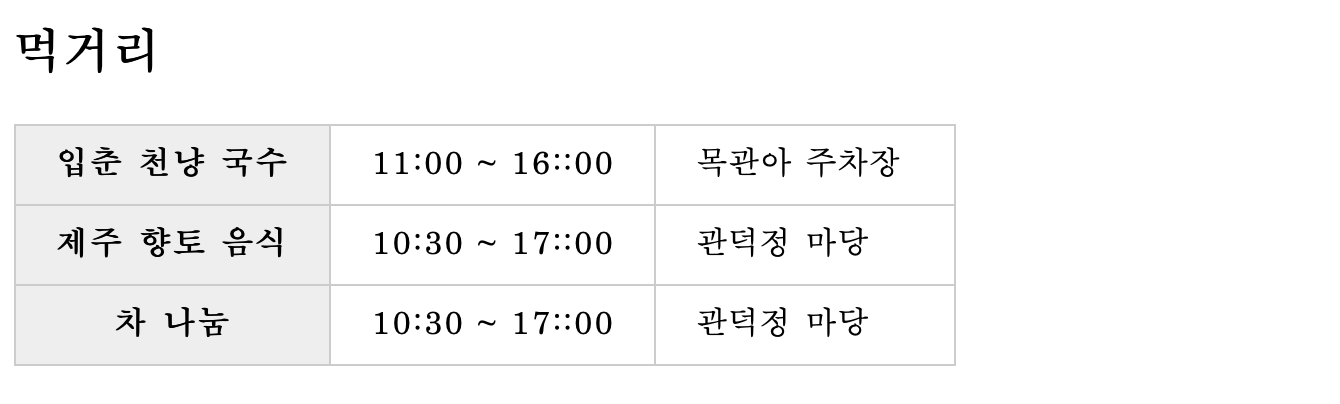 먹거리
입춘 천냥 국수 11:00 ~ 16::00 목관아 주차장
제주 향토 음식 10:30 ~ 17::00 관덕정 마당
차 나눔 10:30 ~ 17::00 관덕정 마당